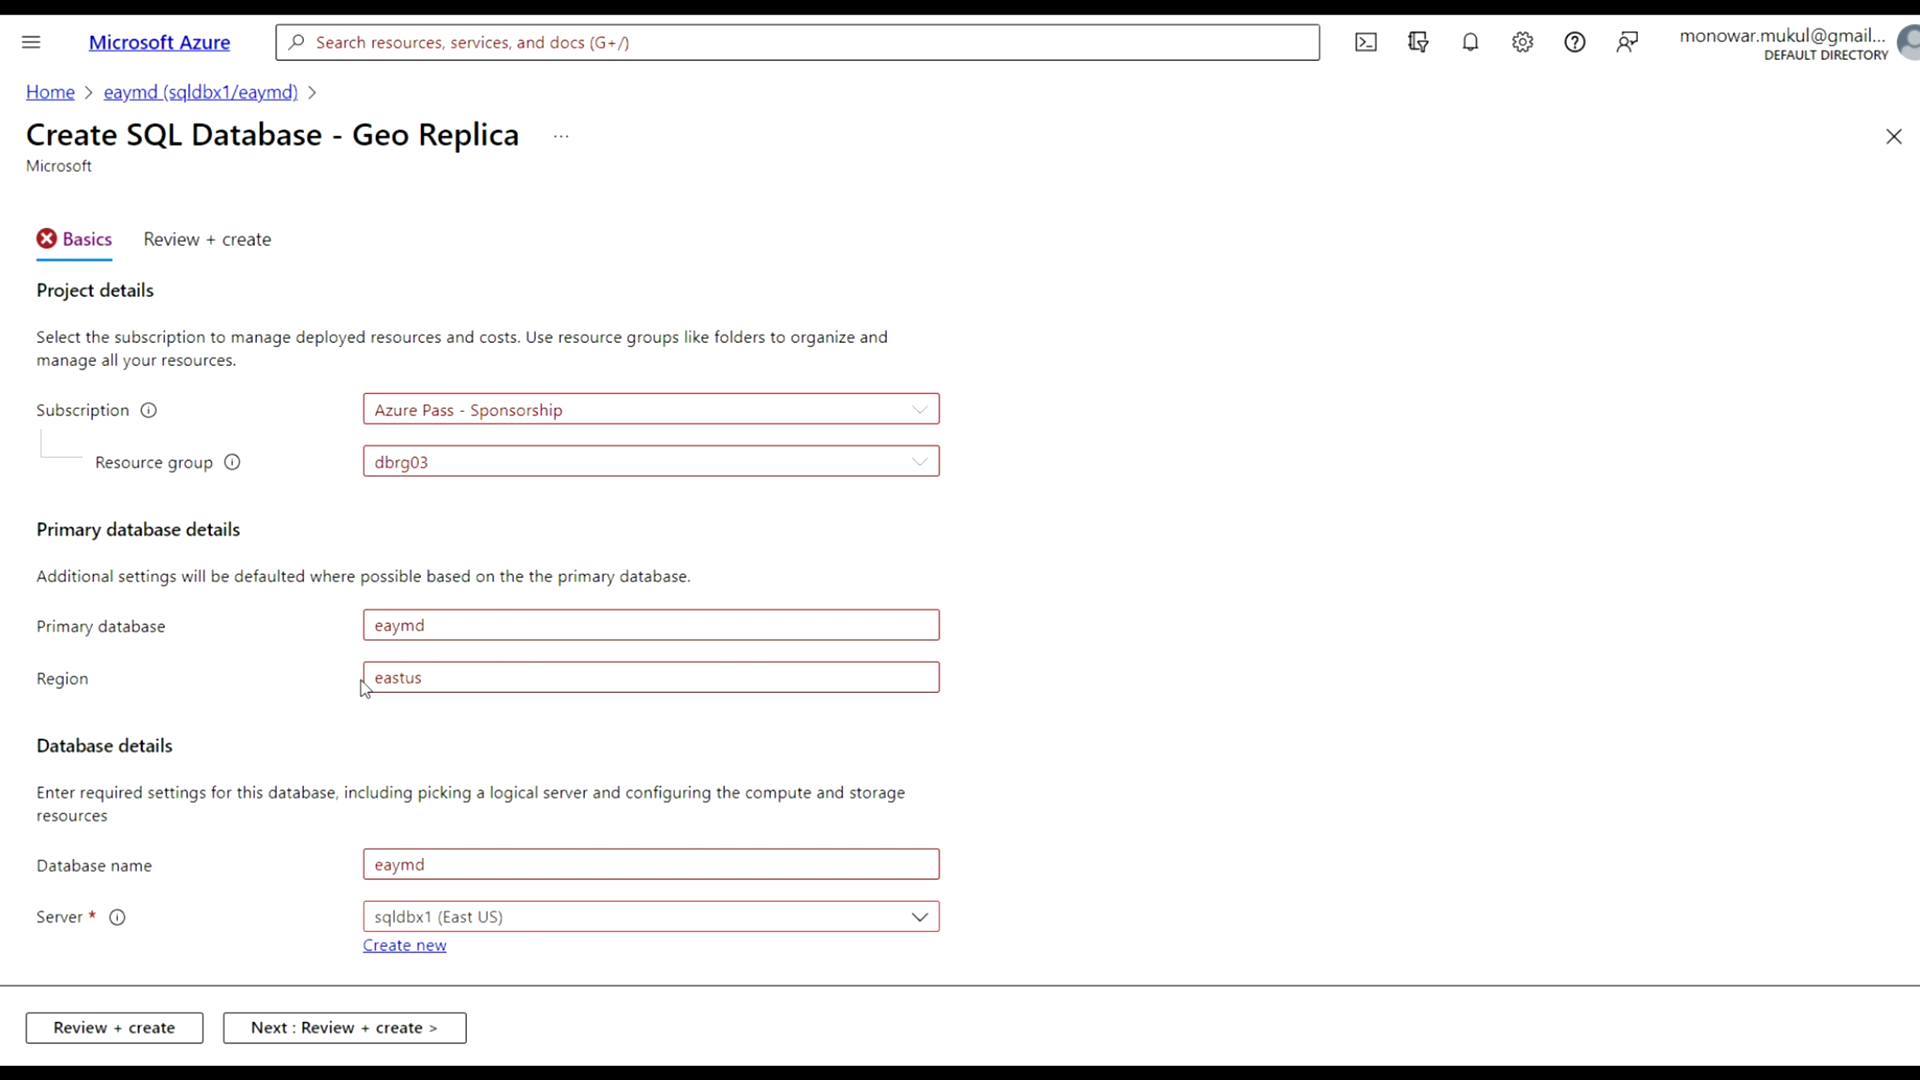 Microsoft Azure
Search resources, services, and docs (G+/)
monowar.mukul@gmail...
DEFAULT DIRECTORY
Home > eaymd (sqldbx1/eaymd) >
Create SQL Database - Geo Replica ...
Microsoft
Basics Review + create
Project details
Select the subscription to manage deployed resources and costs. Use resource groups like folders to organize and
manage all your resources.
Subscription Azure Pass - Sponsorship
Resource group dbrg03
Primary database details
Additional settings will be defaulted where possible based on the the primary database.
Primary database eaymd
Region eastus
Database details
Enter required settings for this database, including picking a logical server and configuring the compute and storage
resources
Database name eaymd
Server * sqldbx1 (East US)
Create new
Review + create Next : Review + create >